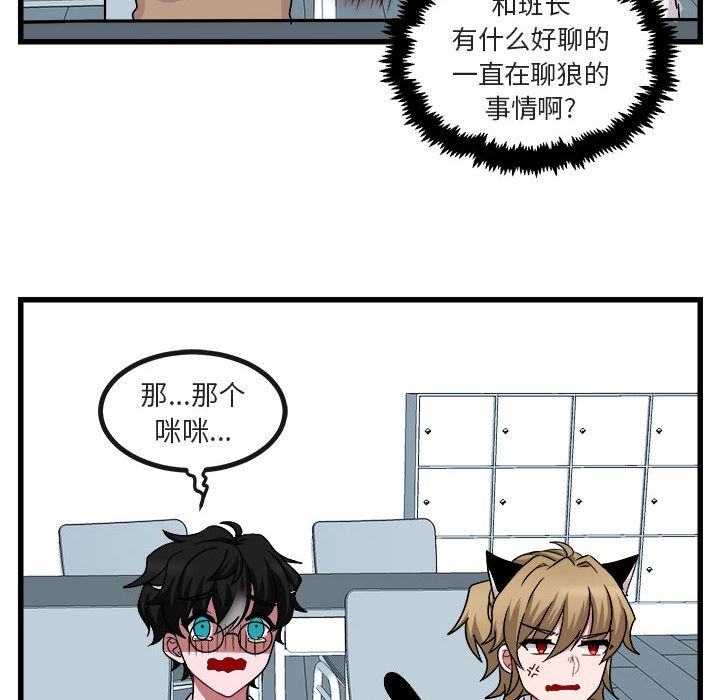 和班长
有什么好聊的
一直在聊狼的
事情啊?
那...那个
咪咪...